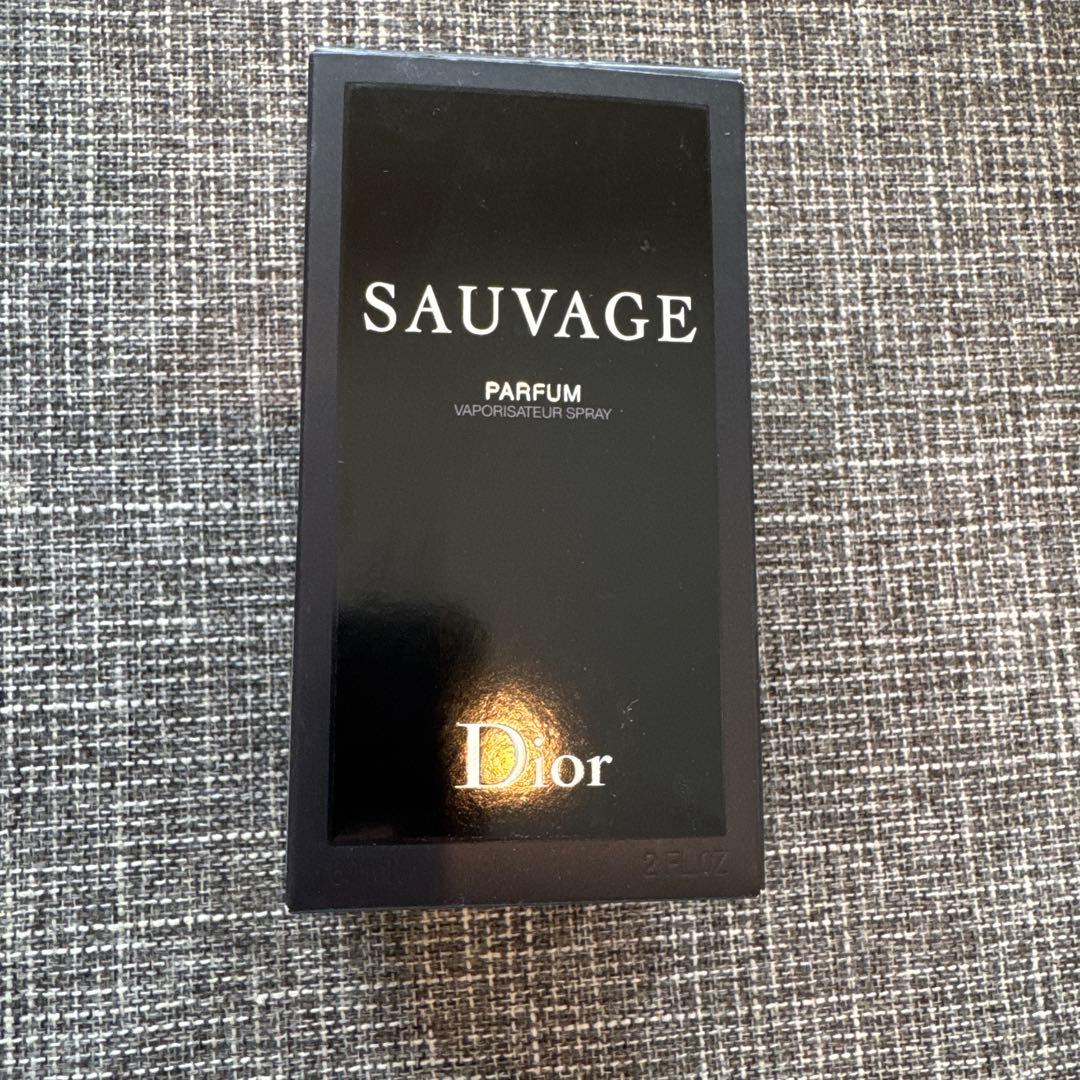 SAUVAGE
PARFUM
VAPORISATEUR SPRAY
Dior
2 FL OZ